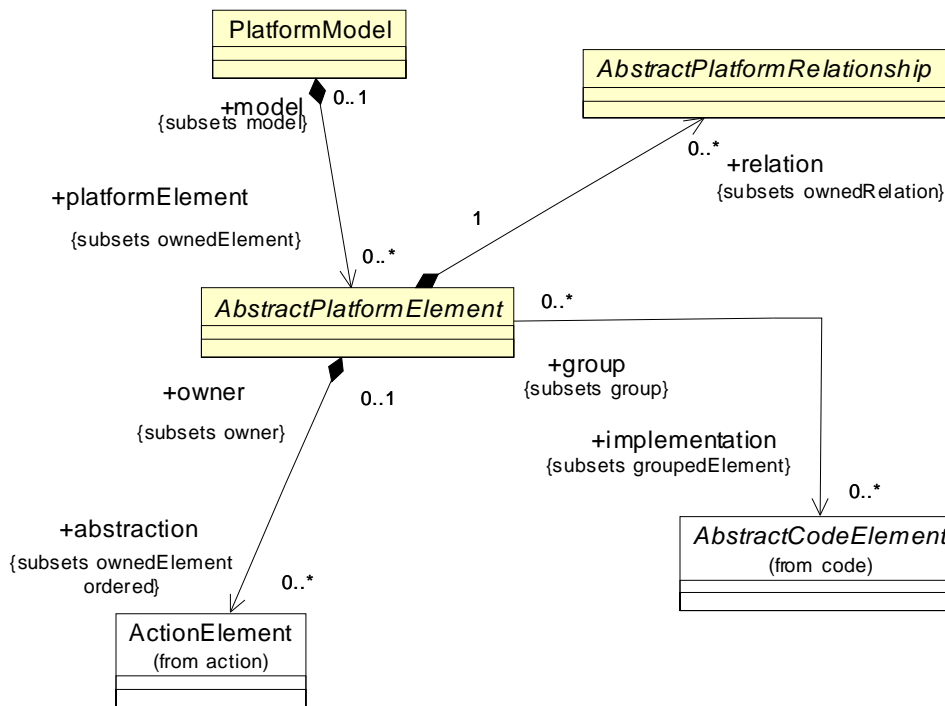 PlatformModel
AbstractPlatformRelationship
+model
0..1
{subsets model}
0..*
+relation
{subsets ownedRelation}
+platformElement
1
{subsets ownedElement}
0..*
AbstractPlatformElement
0..*
+group
{subsets group}
+owner
0..1
{subsets owner}
+implementation
{subsets groupedElement}
0..*
+abstraction
{subsets ownedElement
ordered}
0..*
AbstractCodeElement
(from code)
ActionElement
(from action)